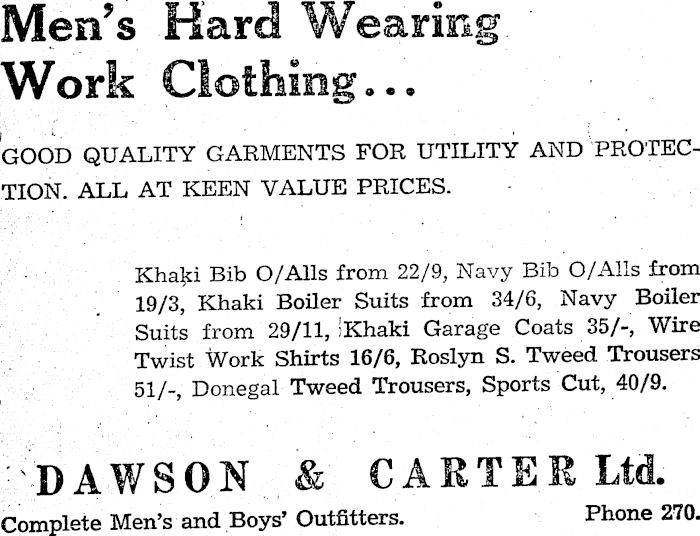 Men's Hard Wearing
Work Clothing...
GOOD QUALITY GARMENTS FOR UTILITY AND PROTEC-
TION. ALL AT KEEN VALUE PRICES.
Khaki Bib O/Alls from 22/9, Navy Bib O/Alls from
19/3, Khaki Boiler Suits from 34/6, Navy Boiler
Suits from 29/11, Khaki Garage Coats 35/-, Wire
Twist Work Shirts 16/6, Roslyn S. Tweed Trousers
51/-, Donegal Tweed Trousers, Sports Cut, 40/9.
DAWSON & CARTER Ltd.
Complete Men's and Boys' Outfitters. Phone 270.